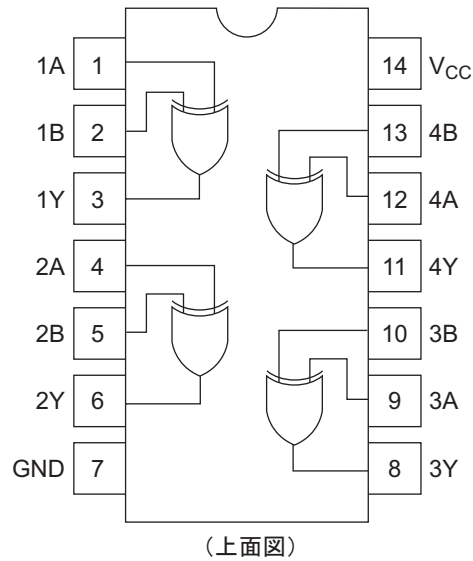 1A 1 14 VCC
1B 2 13 4B
1Y 3 12 4A
2A 4 11 4Y
2B 5 10 3B
2Y 6 9 3A
GND 7 8 3Y
(上面図)